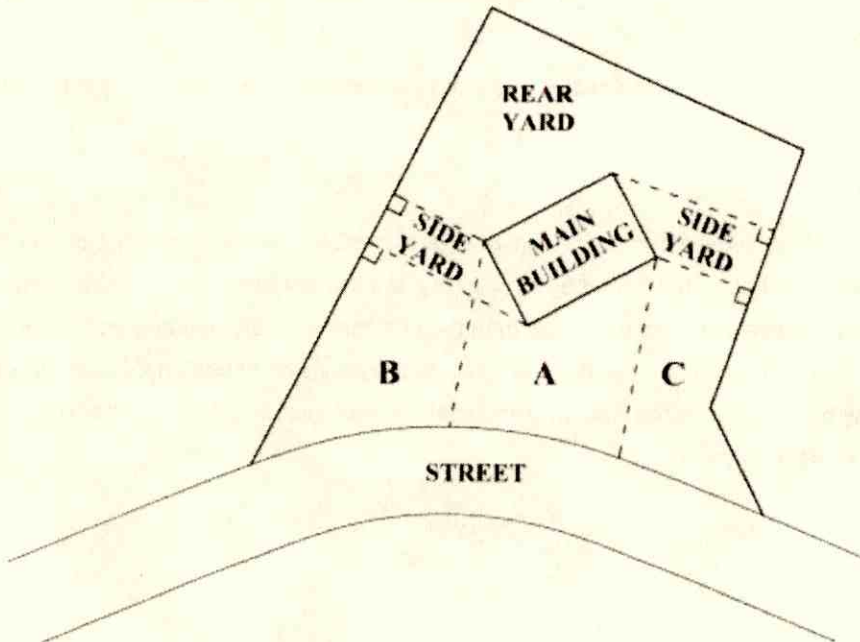 REAR
YARD
SIDE
YARD
MAIN
BUILDING
SIDE
YARD
B
A
C
STREET